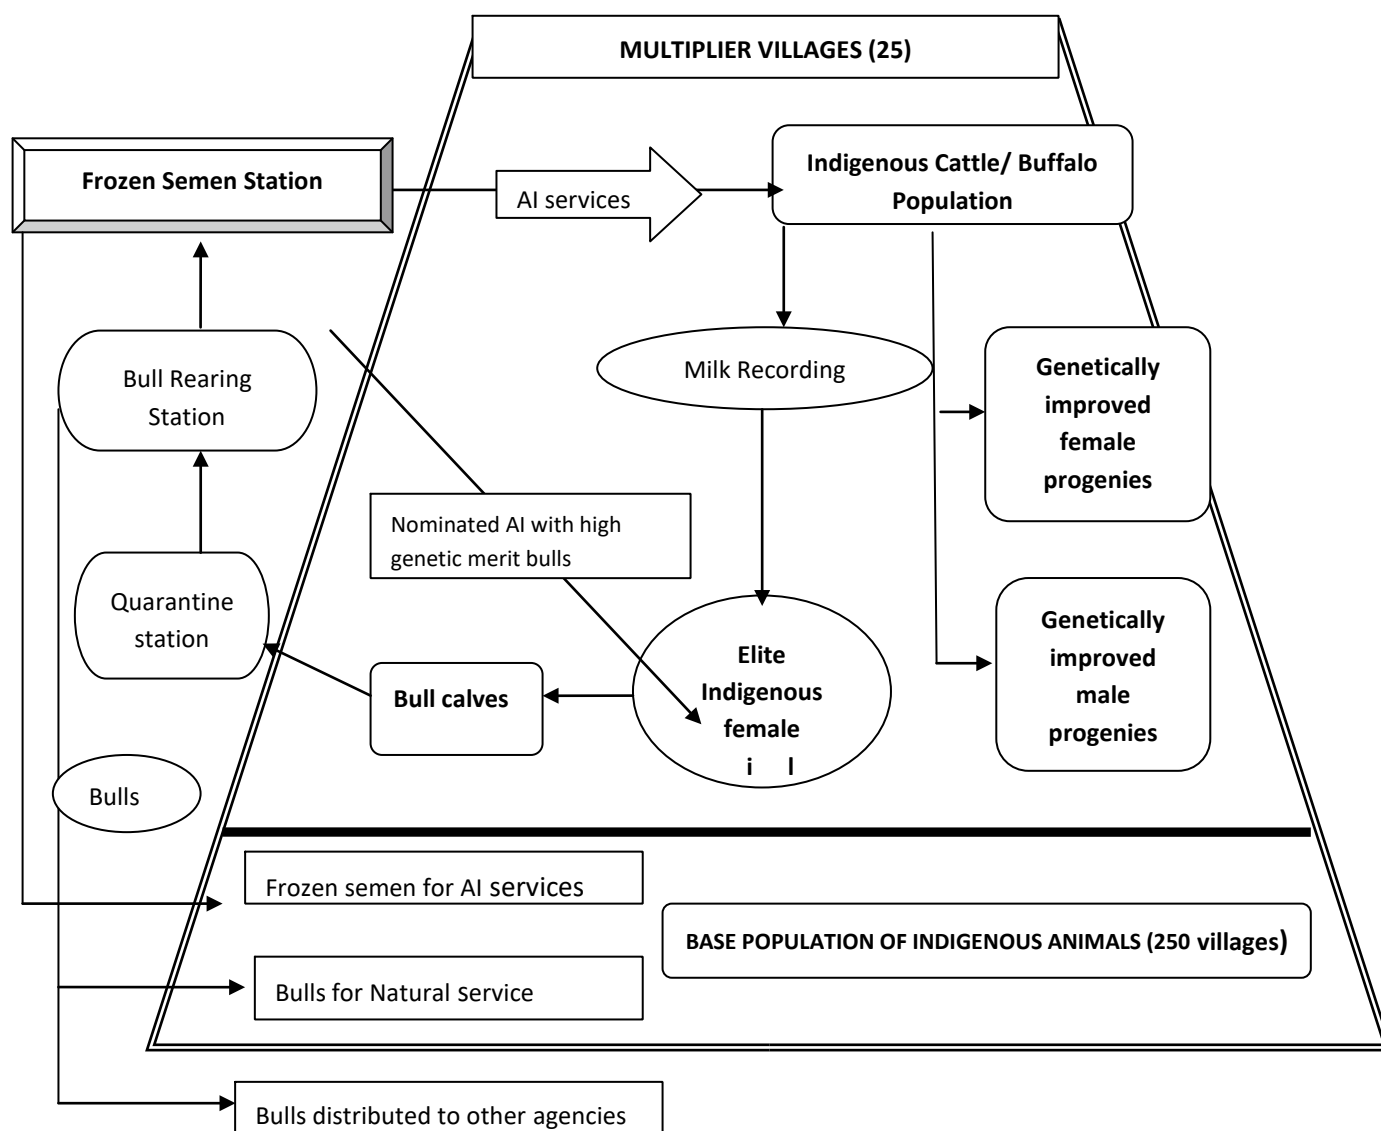 MULTIPLIER VILLAGES (25)
Frozen Semen Station
AI services
Indigenous Cattle/ Buffalo
Population
Bull Rearing
Station
Milk Recording
Genetically
improved
female
progenies
Nominated AI with high
genetic merit bulls
Quarantine
station
Elite
Indigenous
female
Bull calves
Genetically
improved
male
progenies
Bulls
Frozen semen for AI services
BASE POPULATION OF INDIGENOUS ANIMALS (250 villages)
Bulls for Natural Service
Bulls distributed to other agencies